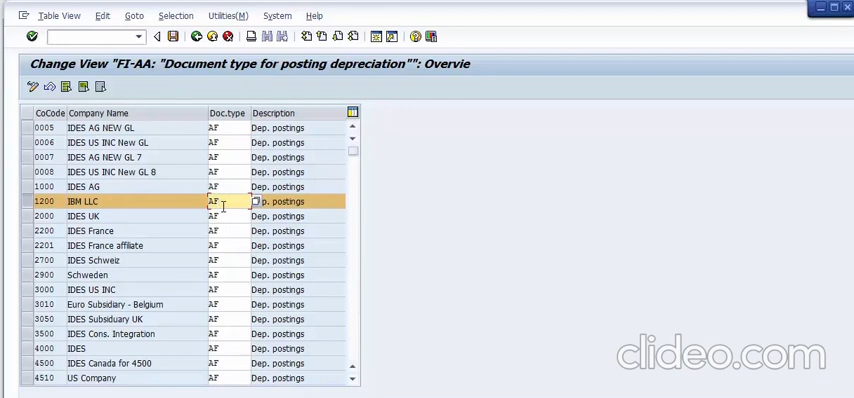 Table View Edit Goto Selection Utilities(M) System Help
Change View "FI-AA: "Document type for posting depreciation"": Overvie
CoCode Company Name Doc.type Description
0005 IDES AG NEW GL AF Dep. postings
0006 IDES US INC New GL AF Dep. postings
0007 IDES AG NEW GL 7 AF Dep. postings
0008 IDES US INC New GL 8 AF Dep. postings
1000 IDES AG AF Dep. postings
1200 IBM LLC AF p. postings
2000 IDES UK AF Dep. postings
2200 IDES France AF Dep. postings
2201 IDES France affiliate AF Dep. postings
2700 IDES Schweiz AF Dep. postings
2900 Schweden AF Dep. postings
3000 IDES US INC AF Dep. postings
3010 Euro Subsidiary - Belgium AF Dep. postings
3050 IDES Subsidiary UK AF Dep. postings
3500 IDES Cons. Integration AF Dep. postings
4000 IDES AF Dep. postings
4500 IDES Canada for 4500 AF Dep. postings
4510 US Company AF Dep. postings
clideo.com